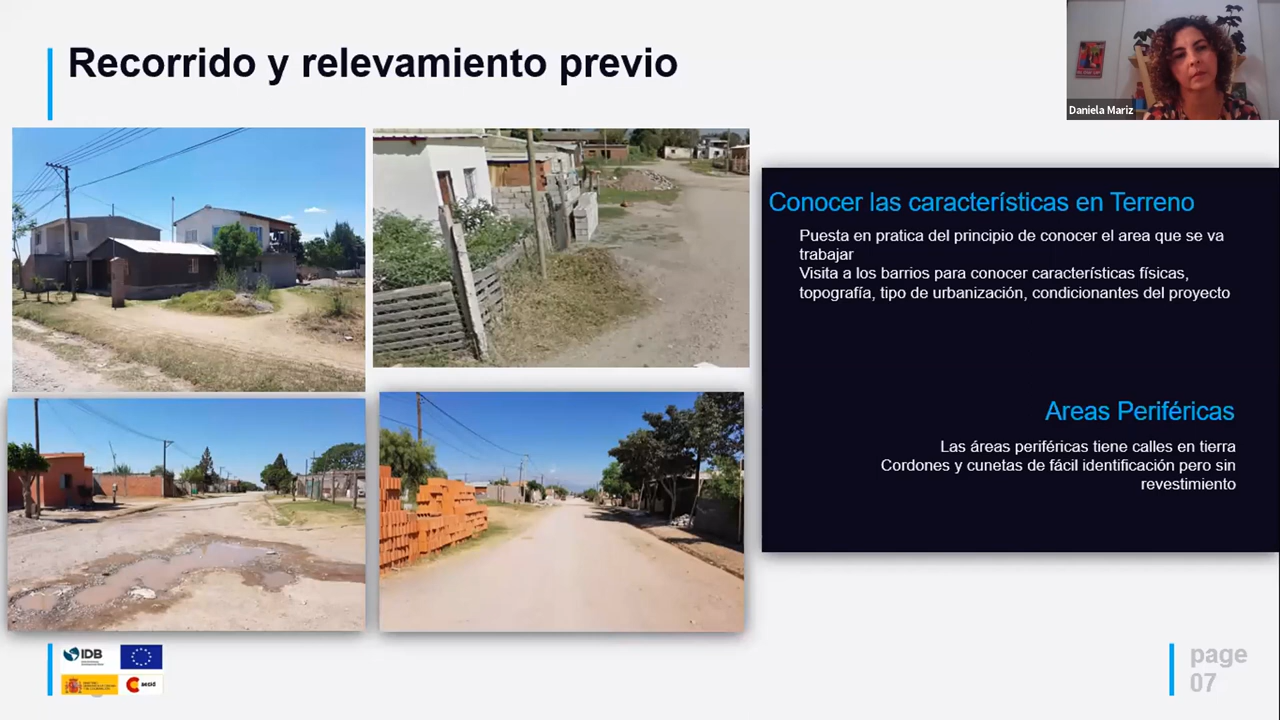 Recorrido y relevamiento previo
Daniela Mariz
Conocer las características en Terreno
Puesta en pratica del principio de conocer el area que se va
trabajar
Visita a los barrios para conocer características físicas,
topografía, tipo de urbanización, condicionantes del proyecto
Areas Periféricas
Las áreas periféricas tiene calles en tierra
Cordones y cunetas de fácil identificación pero sin
revestimiento
IDB
aecid
page
07